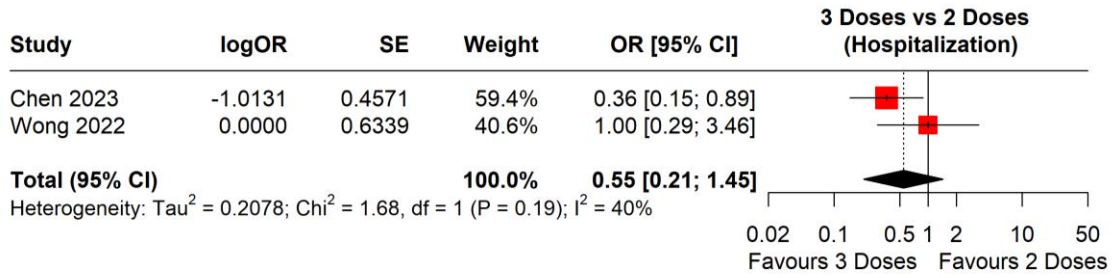 3 Doses vs 2 Doses
Study logOR SE Weight OR [95% CI] (Hospitalization)
Chen 2023 -1.0131 0.4571 59.4% 0.36 [0.15; 0.89]
Wong 2022 0.0000 0.6339 40.6% 1.00 [0.29; 3.46]
Total (95% CI) 100.0% 0.55 [0.21; 1.45]
Heterogeneity: Tau² = 0.2078; Chi² = 1.68, df = 1 (P = 0.19); I² = 40%
0.02 0.1 0.5 1 2 10 50
Favours 3 Doses Favours 2 Doses